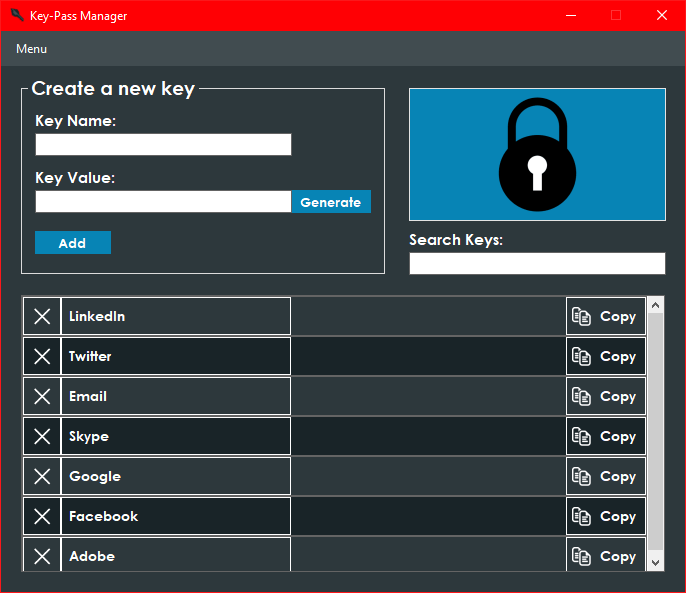 Key-Pass Manager
Menu
Create a new key
Key Name:
Key Value:
Generate
Add
Search Keys:
LinkedIn Copy
Twitter Copy
Email Copy
Skype Copy
Google Copy
Facebook Copy
Adobe Copy